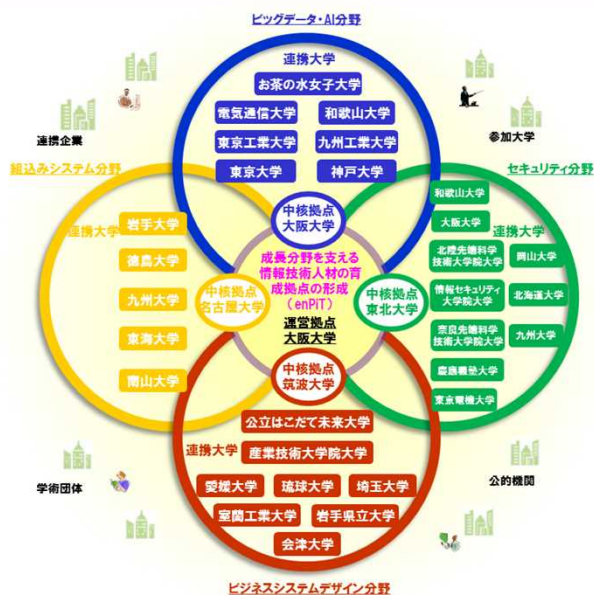 ビッグデータ・AI分野
連携大学
お茶の水女子大学
電気通信大学
和歌山大学
東京工業大学
九州工業大学
東京大学
神戸大学
中核拠点
大阪大学
連携企業
参加大学
組込みシステム分野
連携大学
岩手大学
徳島大学
九州大学
東海大学
南山大学
中核拠点
名古屋大学
成長分野を支える
情報技術人材の育
成拠点の形成
(enPiT)
運営拠点
大阪大学
セキュリティ分野
和歌山大学
大阪大学
連携大学
北陸先端科学
技術大学院大学
岡山大学
情報セキュリティ
大学院大学
北海道大学
奈良先端科学
技術大学院大学
九州大学
慶應義塾大学
東京電機大学
中核拠点
東北大学
中核拠点
筑波大学
公立はこだて未来大学
連携大学
産業技術大学院大学
愛媛大学
琉球大学
埼玉大学
室蘭工業大学
岩手県立大学
会津大学
学術団体
公的機関
ビジネスシステムデザイン分野